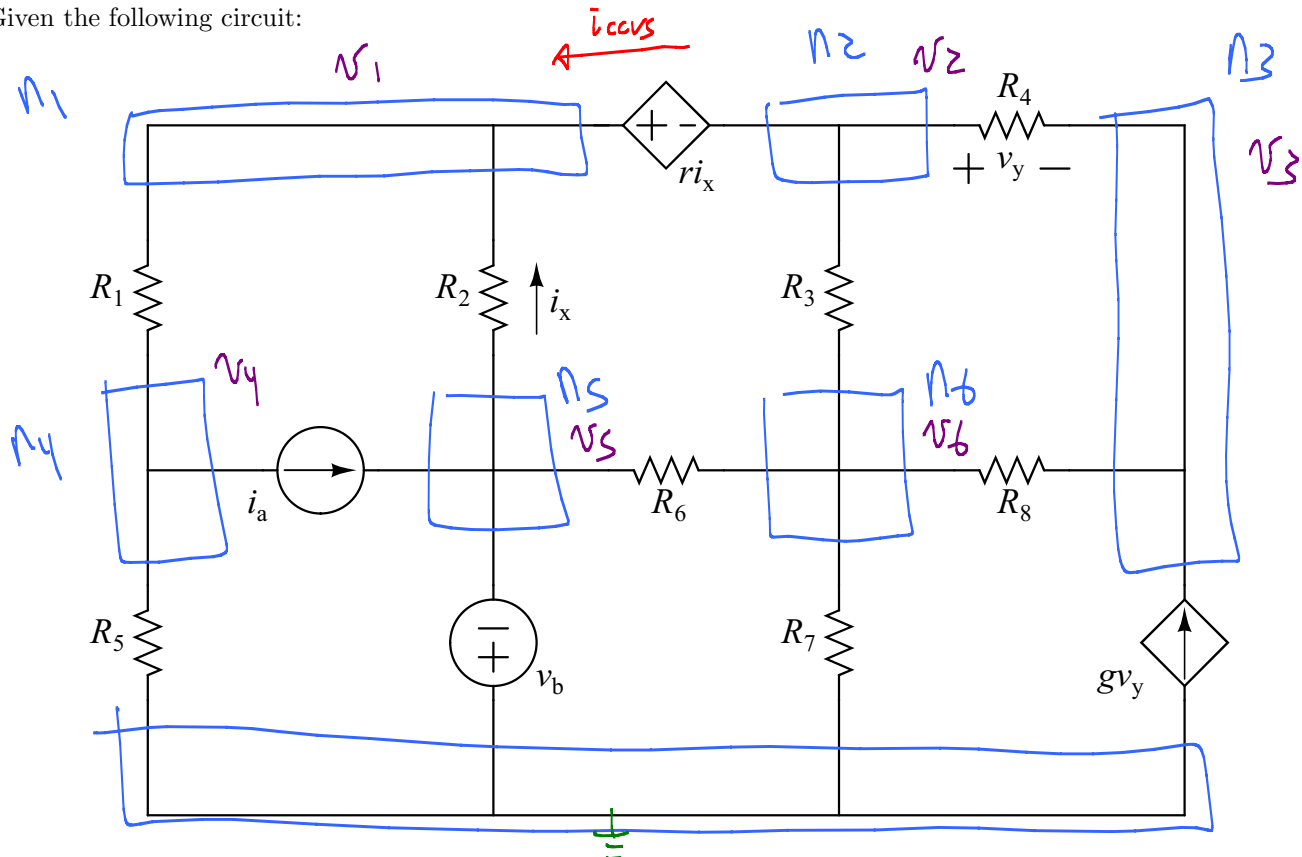 Given the following circuit:
iccvs
n1
v1
n2
v2
n3
R4
+ −
ri_x
+ v_y −
v3
R1
R2
i_x
R3
v4
n5
n6
n4
v5
v6
i_a
R6
R8
R5
−
+
v_b
R7
gv_y